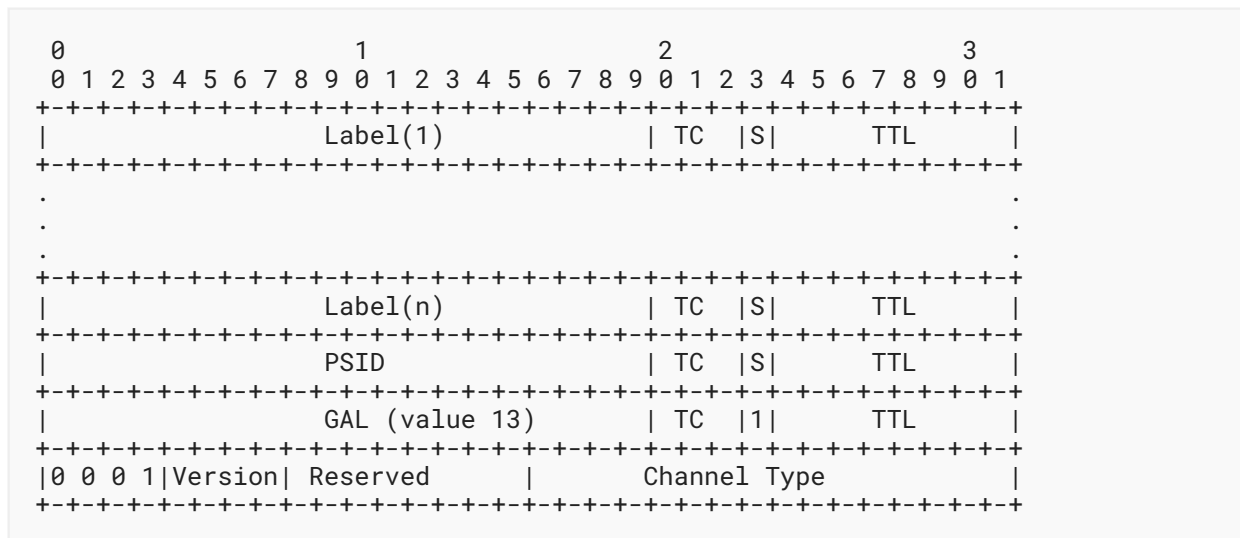 0                   1                   2                   3
 0 1 2 3 4 5 6 7 8 9 0 1 2 3 4 5 6 7 8 9 0 1 2 3 4 5 6 7 8 9 0 1
+-+-+-+-+-+-+-+-+-+-+-+-+-+-+-+-+-+-+-+-+-+-+-+-+-+-+-+-+-+-+-+-+
|                  Label(1)             | TC  |S|      TTL      |
+-+-+-+-+-+-+-+-+-+-+-+-+-+-+-+-+-+-+-+-+-+-+-+-+-+-+-+-+-+-+-+-+
.                                                               .
.                                                               .
.                                                               .
+-+-+-+-+-+-+-+-+-+-+-+-+-+-+-+-+-+-+-+-+-+-+-+-+-+-+-+-+-+-+-+-+
|                  Label(n)             | TC  |S|      TTL      |
+-+-+-+-+-+-+-+-+-+-+-+-+-+-+-+-+-+-+-+-+-+-+-+-+-+-+-+-+-+-+-+-+
|                  PSID                 | TC  |S|      TTL      |
+-+-+-+-+-+-+-+-+-+-+-+-+-+-+-+-+-+-+-+-+-+-+-+-+-+-+-+-+-+-+-+-+
|                  GAL (value 13)       | TC  |1|      TTL      |
+-+-+-+-+-+-+-+-+-+-+-+-+-+-+-+-+-+-+-+-+-+-+-+-+-+-+-+-+-+-+-+-+
|0 0 0 1|Version| Reserved      |       Channel Type            |
+-+-+-+-+-+-+-+-+-+-+-+-+-+-+-+-+-+-+-+-+-+-+-+-+-+-+-+-+-+-+-+-+